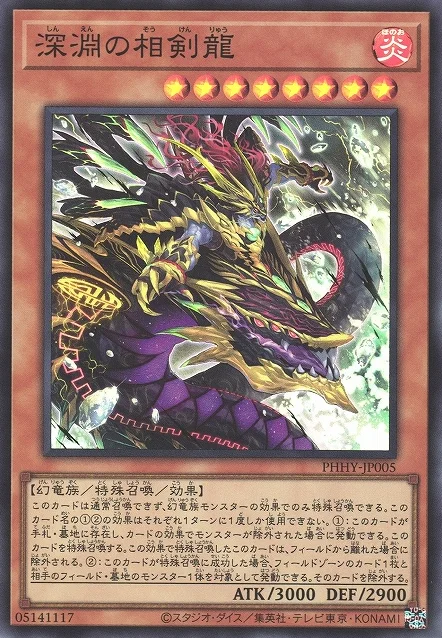 深淵の相剣龍
しん えん そう けん りゅう
炎
ほのお
PHHY-JP005
【幻竜族／特殊召喚／効果】
このカードは通常召喚できず、幻竜族モンスターの効果でのみ特殊召喚できる。この
カード名の①②の効果はそれぞれ1ターンに1度しか使用できない。①：このカードが
手札・墓地に存在し、カードの効果でモンスターが除外された場合に発動できる。この
カードを特殊召喚する。この効果で特殊召喚したこのカードは、フィールドから離れた場合に
除外される。②：このカードが特殊召喚に成功した場合、フィールドゾーンのカード1枚と
相手のフィールド・墓地のモンスター1体を対象として発動できる。そのカードを除外する。
ATK/3000 DEF/2900
05141117
©スタジオ・ダイス／集英社・テレビ東京・KONAMI